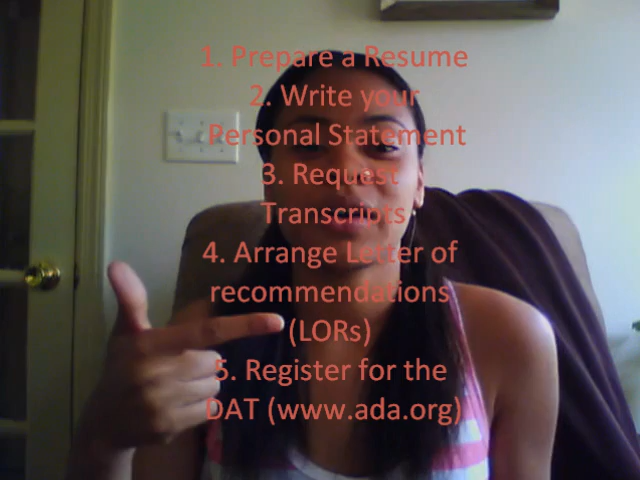 1. Prepare a Resume
2. Write your
Personal Statement
3. Request
Transcripts
4. Arrange Letter of
recommendations
(LORs)
5. Register for the
DAT (www.ada.org)